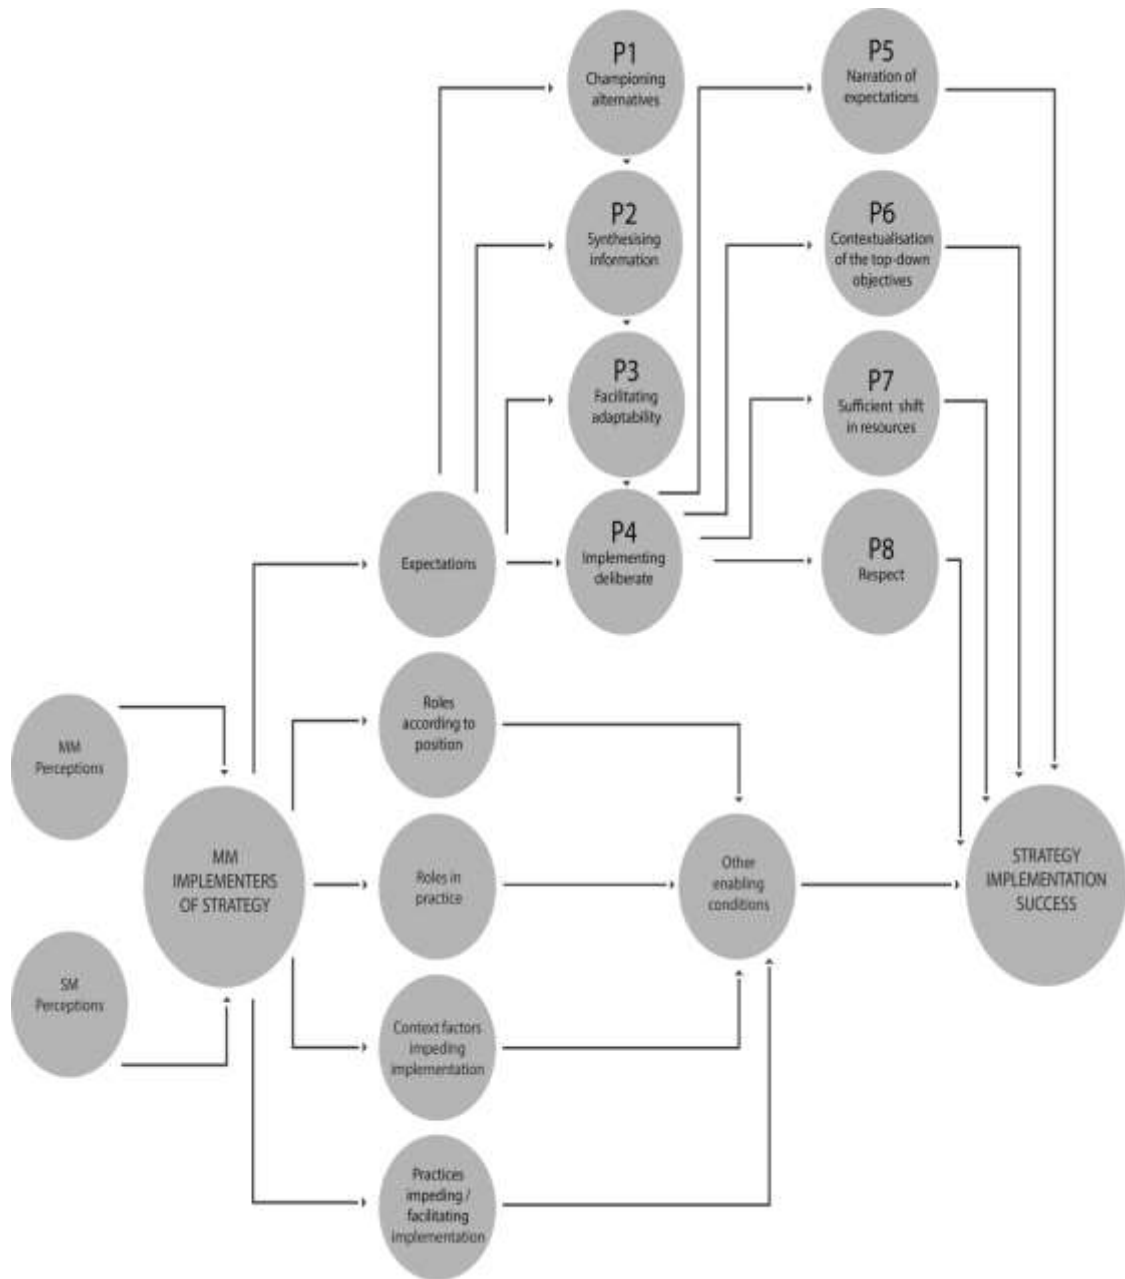 P1
Championing
alternatives
P5
Narration of
expectations
P2
Synthesising
information
P6
Contextualisation
of the top-down
objectives
P3
Facilitating
adaptability
P7
Sufficient shift
in resources
Expectations
P4
Implementing
deliberate
P8
Respect
MM
Perceptions
Roles
according to
position
MM
IMPLEMENTERS
OF STRATEGY
Roles in
practice
Other
enabling
conditions
STRATEGY
IMPLEMENTATION
SUCCESS
SM
Perceptions
Context factors
impeding
implementation
Practices
impeding /
facilitating
implementation